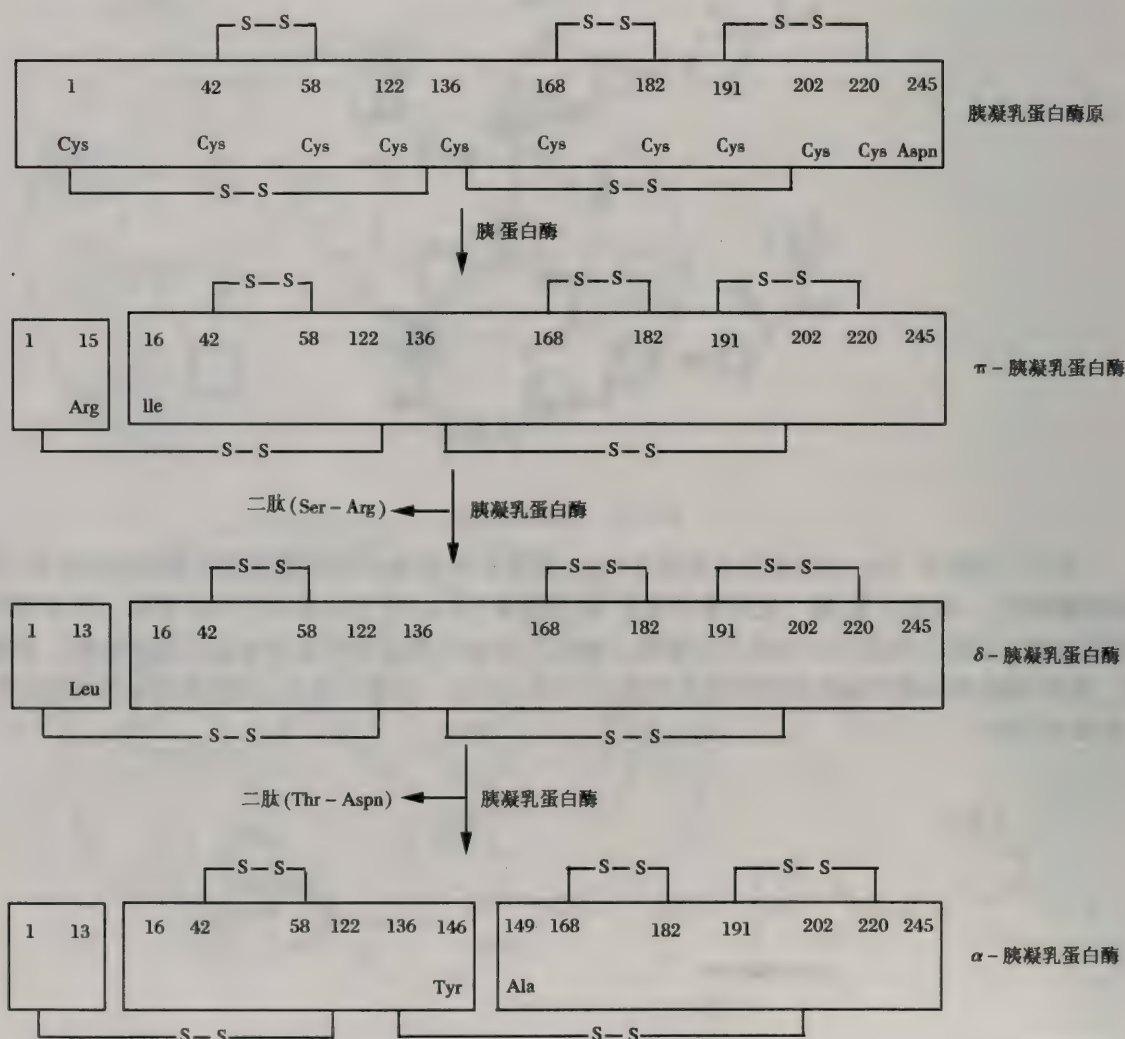 S—S S—S S—S
1 42 58 122 136 168 182 191 202 220 245
胰凝乳蛋白酶原
Cys Cys Cys Cys Cys Cys Cys Cys Cys Cys Aspn
S—S S—S
胰蛋白酶
S—S S—S S—S
1 15 16 42 58 122 136 168 182 191 202 220 245
π-胰凝乳蛋白酶
Arg Ile
S—S S—S
二肽(Ser-Arg) 胰凝乳蛋白酶
S—S S—S S—S
1 13 16 42 58 122 136 168 182 191 202 220 245
δ-胰凝乳蛋白酶
Leu
S—S S—S
二肽(Thr-Aspn) 胰凝乳蛋白酶
S—S S—S
1 13 16 42 58 122 136 146 149 168 182 191 202 220 245
α-胰凝乳蛋白酶
Tyr Ala
S—S S—S